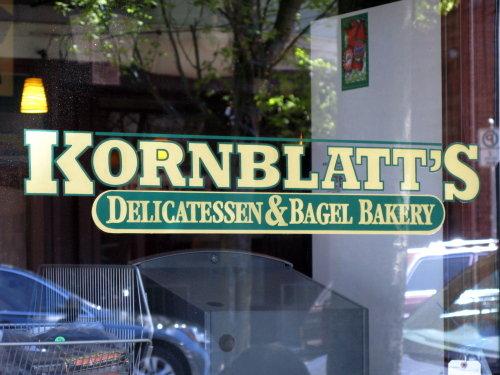 KORNBLATT'S
DELICATESSEN & BAGEL BAKERY